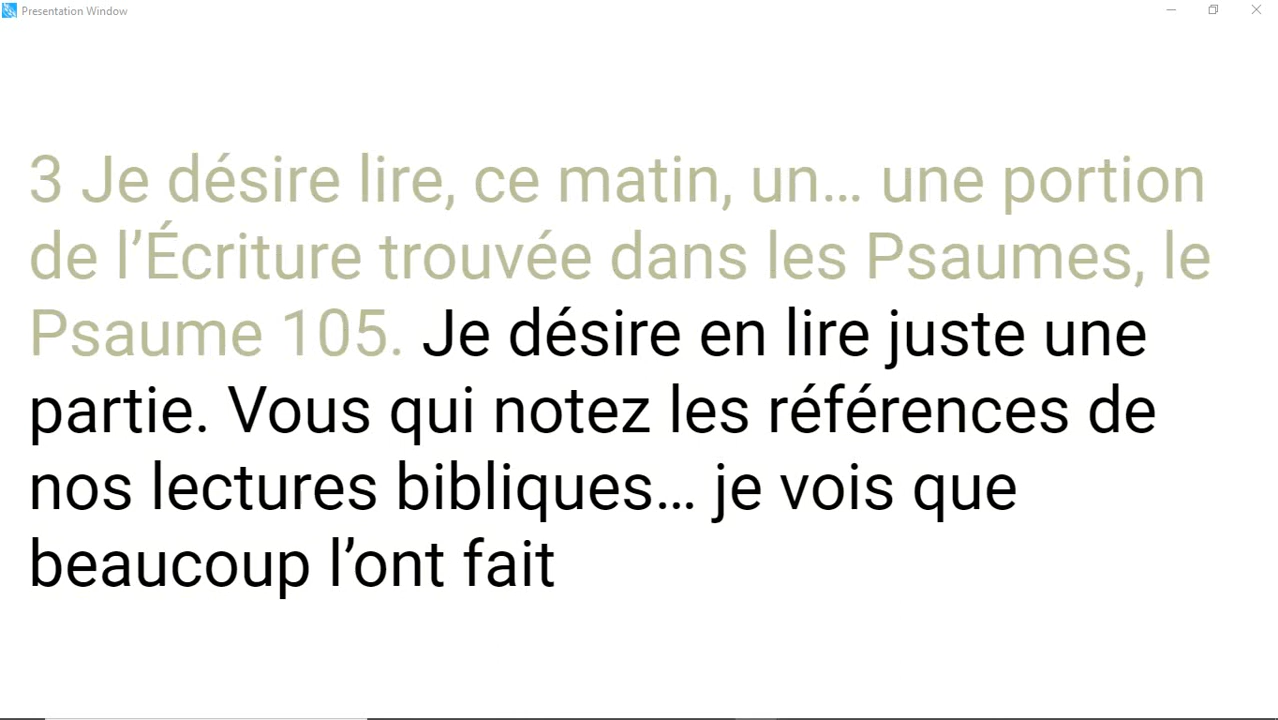 Presentation Window
3 Je désire lire, ce matin, un… une portion
de l’Écriture trouvée dans les Psaumes, le
Psaume 105. Je désire en lire juste une
partie. Vous qui notez les références de
nos lectures bibliques… je vois que
beaucoup l’ont fait